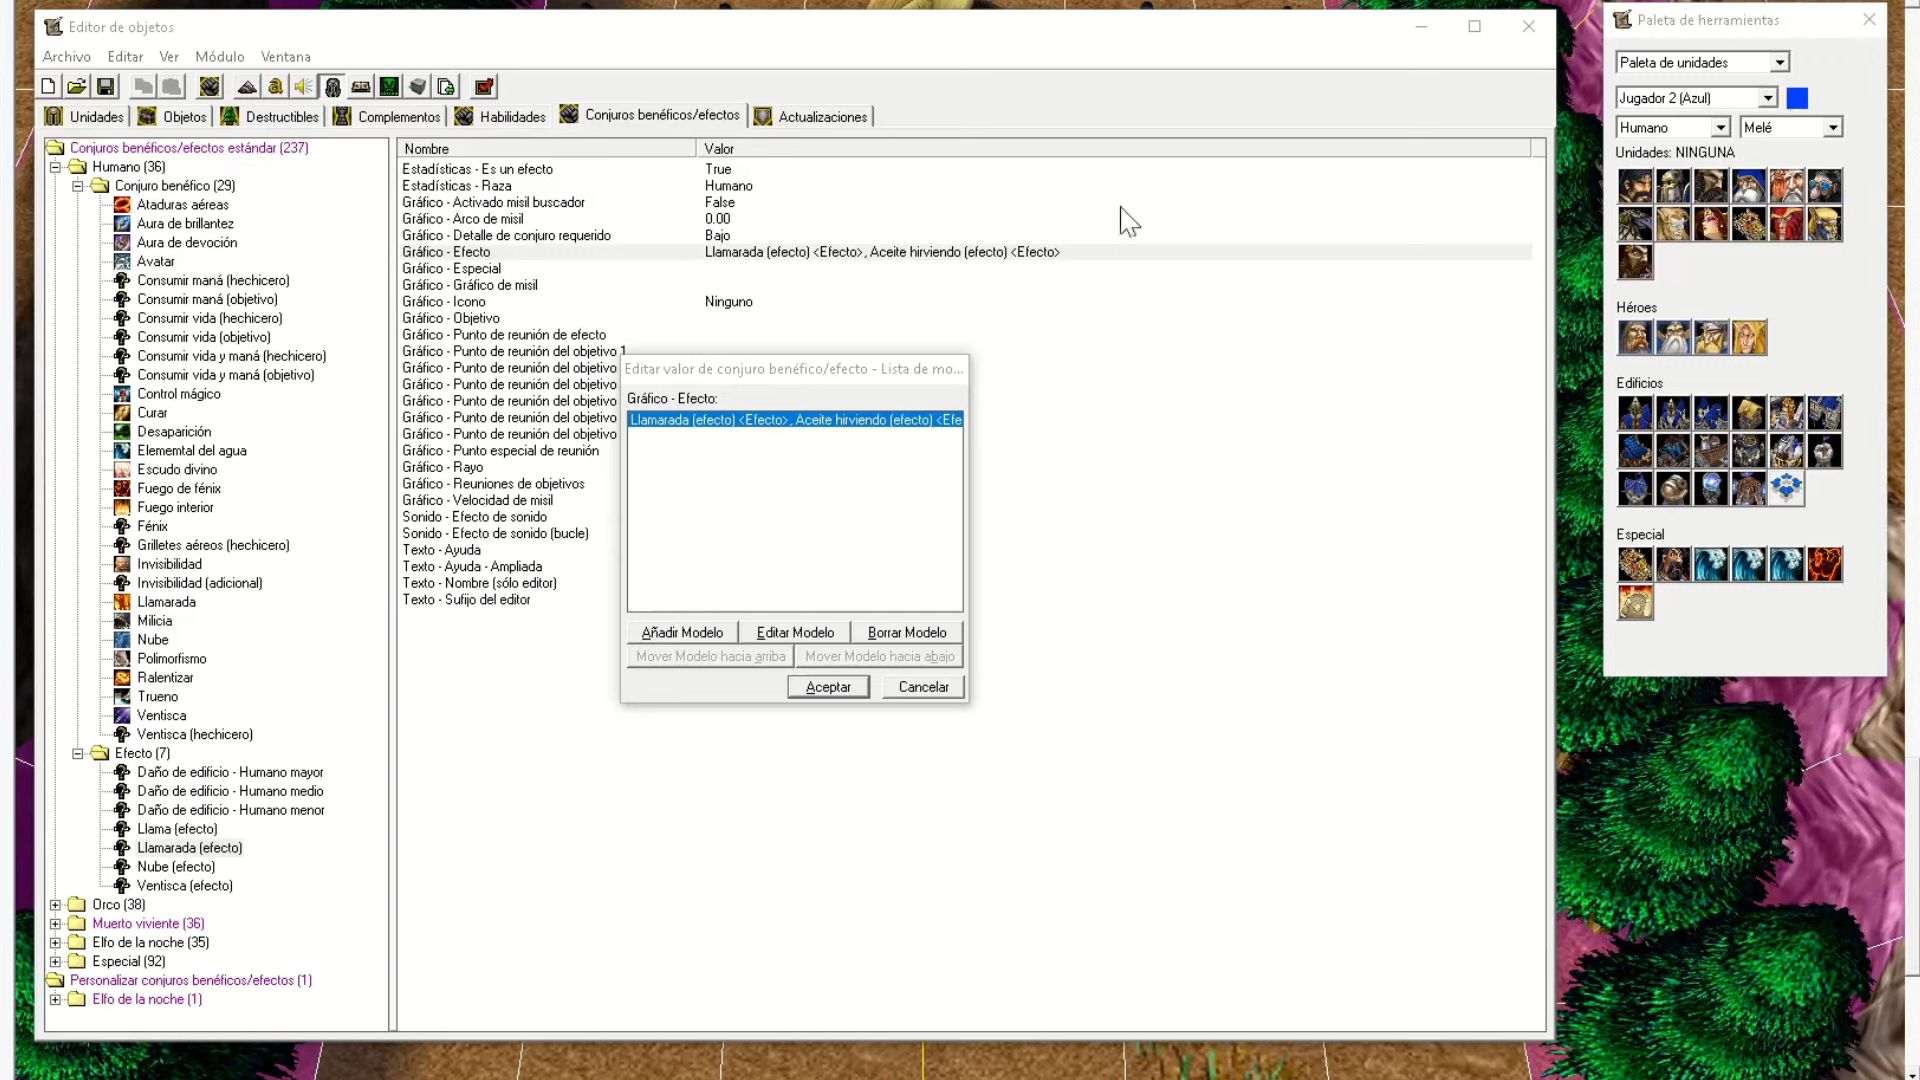 Editor de objetos
Archivo Editar Ver Módulo Ventana
Unidades Objetos Destructibles Complementos Habilidades Conjuros benéficos/efectos Actualizaciones
Conjuros benéficos/efectos estándar (237)
Humano (36)
Conjuro benéfico (29)
Ataduras aéreas
Aura de brillantez
Aura de devoción
Avatar
Consumir maná (hechicero)
Consumir maná (objetivo)
Consumir vida (hechicero)
Consumir vida (objetivo)
Consumir vida y maná (hechicero)
Consumir vida y maná (objetivo)
Control mágico
Curar
Desaparición
Elememtal del agua
Escudo divino
Fuego de fénix
Fuego interior
Fénix
Grilletes aéreos (hechicero)
Invisibilidad
Invisibilidad (adicional)
Llamarada
Milicia
Nube
Polimorfismo
Ralentizar
Trueno
Ventisca
Ventisca (hechicero)
Efecto (7)
Daño de edificio - Humano mayor
Daño de edificio - Humano medio
Daño de edificio - Humano menor
Llama (efecto)
Llamarada (efecto)
Nube (efecto)
Ventisca (efecto)
Orco (38)
Muerto viviente (36)
Elfo de la noche (35)
Especial (92)
Personalizar conjuros benéficos/efectos (1)
Elfo de la noche (1)
Nombre Valor
Estadísticas - Es un efecto True
Estadísticas - Raza Humano
Gráfico - Activado misil buscador False
Gráfico - Arco de misil 0.00
Gráfico - Detalle de conjuro requerido Bajo
Gráfico - Efecto Llamarada (efecto) <Efecto>, Aceite hirviendo (efecto) <Efecto>
Gráfico - Especial
Gráfico - Gráfico de misil
Gráfico - Icono Ninguno
Gráfico - Objetivo
Gráfico - Punto de reunión de efecto
Gráfico - Punto de reunión del objetivo 1
Gráfico - Punto de reunión del objetivo
Gráfico - Punto de reunión del objetivo
Gráfico - Punto de reunión del objetivo
Gráfico - Punto de reunión del objetivo
Gráfico - Punto de reunión del objetivo
Gráfico - Punto especial de reunión
Gráfico - Rayo
Gráfico - Reuniones de objetivos
Gráfico - Velocidad de misil
Sonido - Efecto de sonido
Sonido - Efecto de sonido (bucle)
Texto - Ayuda
Texto - Ayuda - Ampliada
Texto - Nombre (sólo editor)
Texto - Sufijo del editor
Editar valor de conjuro benéfico/efecto - Lista de mo...
Gráfico - Efecto:
Llamarada (efecto) <Efecto>, Aceite hirviendo (efecto) <Efe
Añadir Modelo Editar Modelo Borrar Modelo
Mover Modelo hacia arriba Mover Modelo hacia abajo
Aceptar Cancelar
Paleta de herramientas
Paleta de unidades
Jugador 2 (Azul)
Humano Melé
Unidades: NINGUNA
Héroes
Edificios
Especial